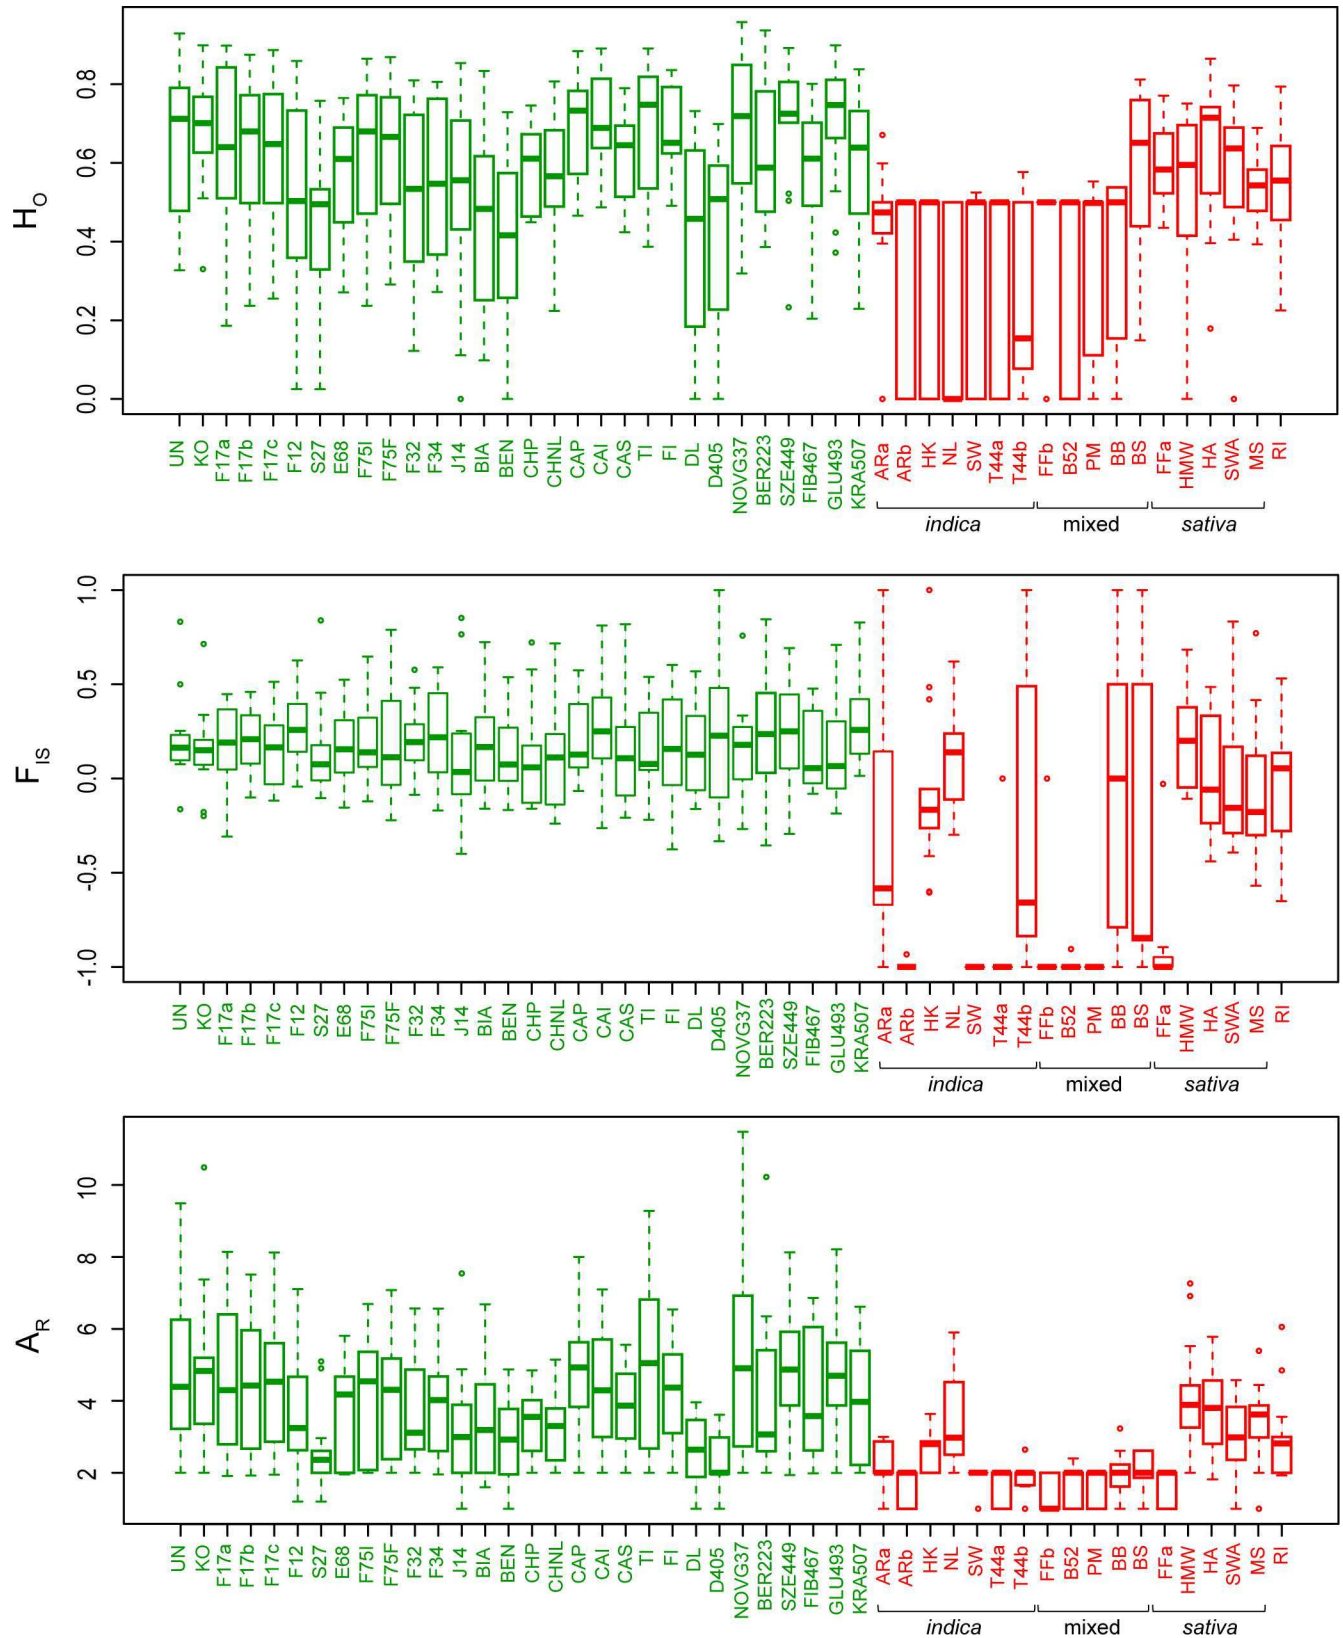 H_O
0.8
0.6
0.4
0.2
0.0
UN KO F17a F17b F17c F12 S27 E68 F75I F75F F32 F34 J14 BIA BEN CHP CHNL CAP CAI CAS TI FI DL D405 NOVG37 BER223 SZE449 FIB467 GLU493 KRA507 ARa ARb HK NL SW T44a T44b FFb B52 PM BB BS FFa HMW HA SWA MS RI
indica mixed sativa
F_IS
1.0
0.5
0.0
-0.5
-1.0
UN KO F17a F17b F17c F12 S27 E68 F75I F75F F32 F34 J14 BIA BEN CHP CHNL CAP CAI CAS TI FI DL D405 NOVG37 BER223 SZE449 FIB467 GLU493 KRA507 ARa ARb HK NL SW T44a T44b FFb B52 PM BB BS FFa HMW HA SWA MS RI
indica mixed sativa
A_R
10
8
6
4
2
UN KO F17a F17b F17c F12 S27 E68 F75I F75F F32 F34 J14 BIA BEN CHP CHNL CAP CAI CAS TI FI DL D405 NOVG37 BER223 SZE449 FIB467 GLU493 KRA507 ARa ARb HK NL SW T44a T44b FFb B52 PM BB BS FFa HMW HA SWA MS RI
indica mixed sativa